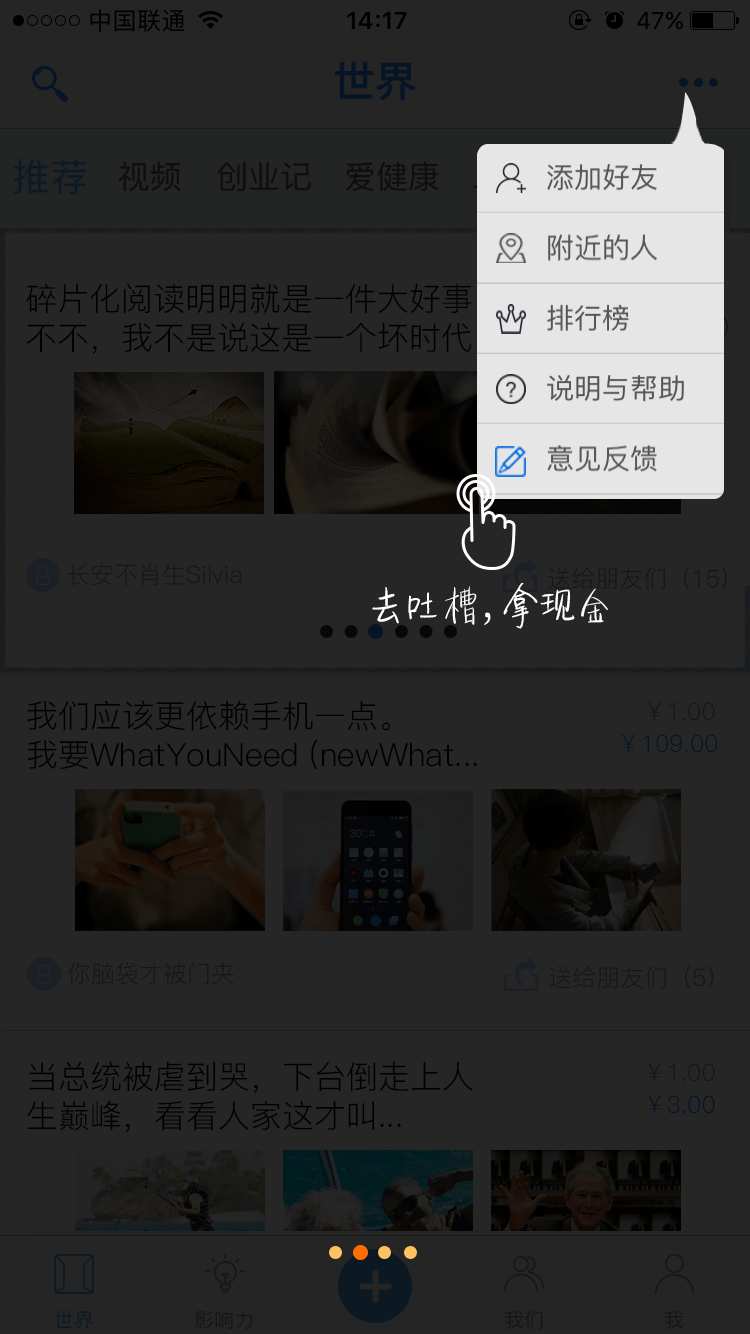 中国联通 14:17 47%
世界
推荐 视频 创业记 爱健康
添加好友
附近的人
排行榜
说明与帮助
意见反馈
碎片化阅读明明就是一件大好事
不不，我不是说这是一个坏时代
长安不肖生Silvia
送给朋友们（15）
去吐槽,拿现金
我们应该更依赖手机一点。
我要WhatYouNeed (newWhat...
￥1.00
￥109.00
30℃
你脑袋才被门夹
送给朋友们（5）
当总统被虐到哭，下台倒走上人
生巅峰，看看人家这才叫...
￥1.00
￥3.00
世界 影响力 我们 我